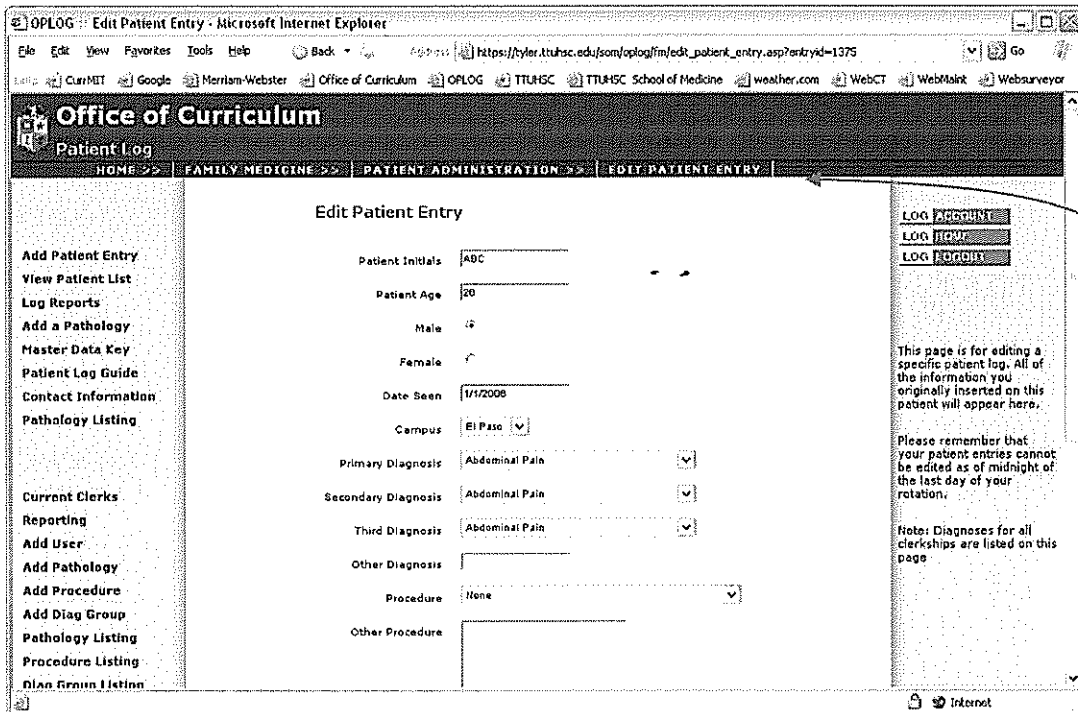 OPLOG :: Edit Patient Entry - Microsoft Internet Explorer
File Edit View Favorites Tools Help Back Address https://tyler.ttuhsc.edu/som/oplog/fm/edit_patient_entry.asp?entryid=1375 Go
CurrMIT Google Merriam-Webster Office of Curriculum OPLOG TTUHSC TTUHSC School of Medicine weather.com WebCT WebMaint Websurveyor
Office of Curriculum
Patient Log
HOME >> FAMILY MEDICINE >> PATIENT ADMINISTRATION >> EDIT PATIENT ENTRY
Add Patient Entry
View Patient List
Log Reports
Add a Pathology
Master Data Key
Patient Log Guide
Contact Information
Pathology Listing
Current Clerks
Reporting
Add User
Add Pathology
Add Procedure
Add Diag Group
Pathology Listing
Procedure Listing
Diag Group Listing
Edit Patient Entry
Patient Initials ABC
Patient Age 20
Male
Female
Date Seen 1/1/2006
Campus El Paso
Primary Diagnosis Abdominal Pain
Secondary Diagnosis Abdominal Pain
Third Diagnosis Abdominal Pain
Other Diagnosis
Procedure None
Other Procedure
LOG ACCOUNT
LOG HOME
LOG LOGOUT
This page is for editing a
specific patient log. All of
the information you
originally inserted on this
patient will appear here.
Please remember that
your patient entries cannot
be edited as of midnight of
the last day of your
rotation.
Note: Diagnoses for all
clerkships are listed on this
page
Internet